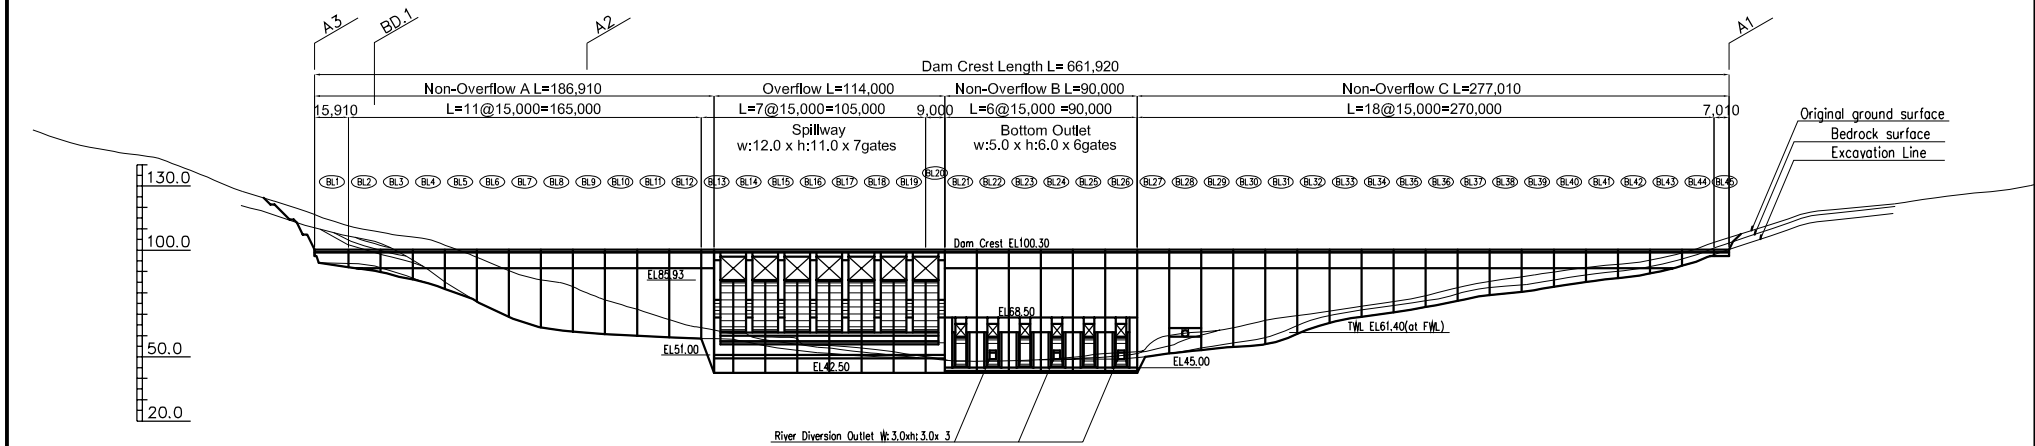 A3
BD.1
A2
A1
Dam Crest Length L= 661,920
Non-Overflow A L=186,910
Overflow L=114,000
Non-Overflow B L=90,000
Non-Overflow C L=277,010
15,910
L=11@15,000=165,000
L=7@15,000=105,000
9,000
L=6@15,000 =90,000
L=18@15,000=270,000
7,010
Spillway
w:12.0 x h:11.0 x 7gates
Bottom Outlet
w:5.0 x h:6.0 x 6gates
Original ground surface
Bedrock surface
Excavation Line
BL1 BL2 BL3 BL4 BL5 BL6 BL7 BL8 BL9 BL10 BL11 BL12 BL13 BL14 BL15 BL16 BL17 BL18 BL19 BL20 BL21 BL22 BL23 BL24 BL25 BL26 BL27 BL28 BL29 BL30 BL31 BL32 BL33 BL34 BL35 BL36 BL37 BL38 BL39 BL40 BL41 BL42 BL43 BL44 BL45
130.0
100.0
50.0
20.0
Dam Crest EL100.30
EL85.93
EL68.50
TWL EL61.40(at FWL)
EL51.00
EL42.50
EL45.00
River Diversion Outlet W:3.0xh:3.0x 3